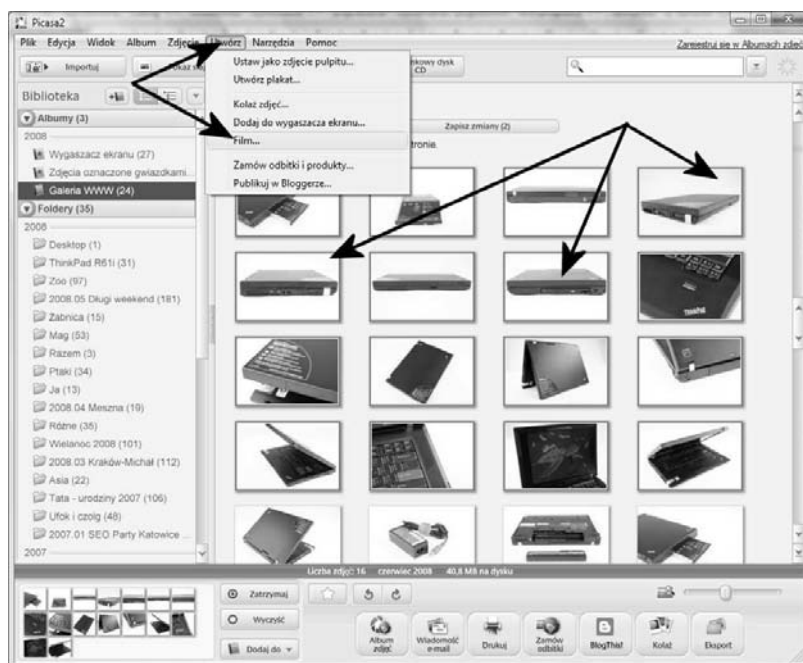 Picasa2
Plik Edycja Widok Album Zdjęcie Utwórz Narzędzia Pomoc
Zarejestruj się w Albumach zdjęć
Importuj
CD
Ustaw jako zdjęcie pulpitu...
Utwórz plakat...
Kolaż zdjęć...
Dodaj do wygaszacza ekranu...
Film...
Zamów odbitki i produkty...
Publikuj w Bloggerze...
Zapisz zmiany (2)
tronie.
Biblioteka
Albumy (3)
2008
Wygaszacz ekranu (27)
Zdjęcia oznaczone gwiazdkami...
Galeria WWW (24)
Foldery (35)
2008
Desktop (1)
ThinkPad R61i (31)
Zoo (97)
2008.05 Długi weekend (181)
Żabnica (15)
Mag (53)
Razem (3)
Ptaki (34)
Ja (13)
2008.04 Meszna (19)
Różne (35)
Wielanoc 2008 (101)
2008.03 Kraków-Michał (112)
Asia (22)
Tata - urodziny 2007 (106)
Ufok i czoig (48)
2007.01 SEO Party Katowice ...
2007
Liczba zdjęć: 16 czerwiec 2008 40,8 MB na dysku
Zatrzymaj
Wyczyść
Dodaj do
Album zdjęć
Wiadomość e-mail
Drukuj
Zamów odbitki
BlogThis!
Kolaż
Eksport